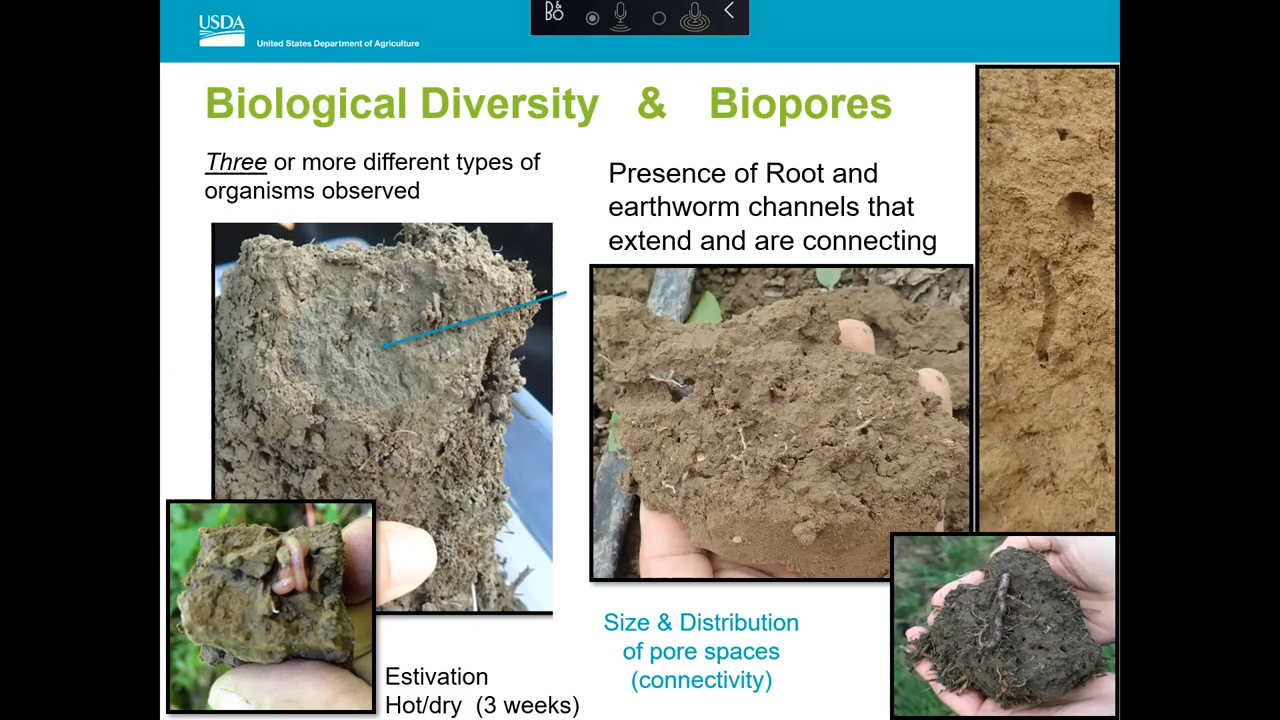 USDA
United States Department of Agriculture
Biological Diversity & Biopores
Three or more different types of
organisms observed
Presence of Root and
earthworm channels that
extend and are connecting
Size & Distribution
of pore spaces
(connectivity)
Estivation
Hot/dry (3 weeks)